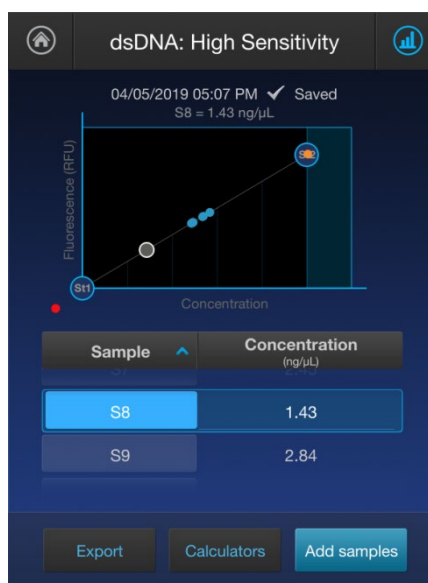 dsDNA: High Sensitivity
04/05/2019 05:07 PM ✓ Saved
S8 = 1.43 ng/µL
Fluorescence (RFU)
St1
Concentration
Sample Concentration
(ng/µL)
S8 1.43
S9 2.84
Export Calculators Add samples